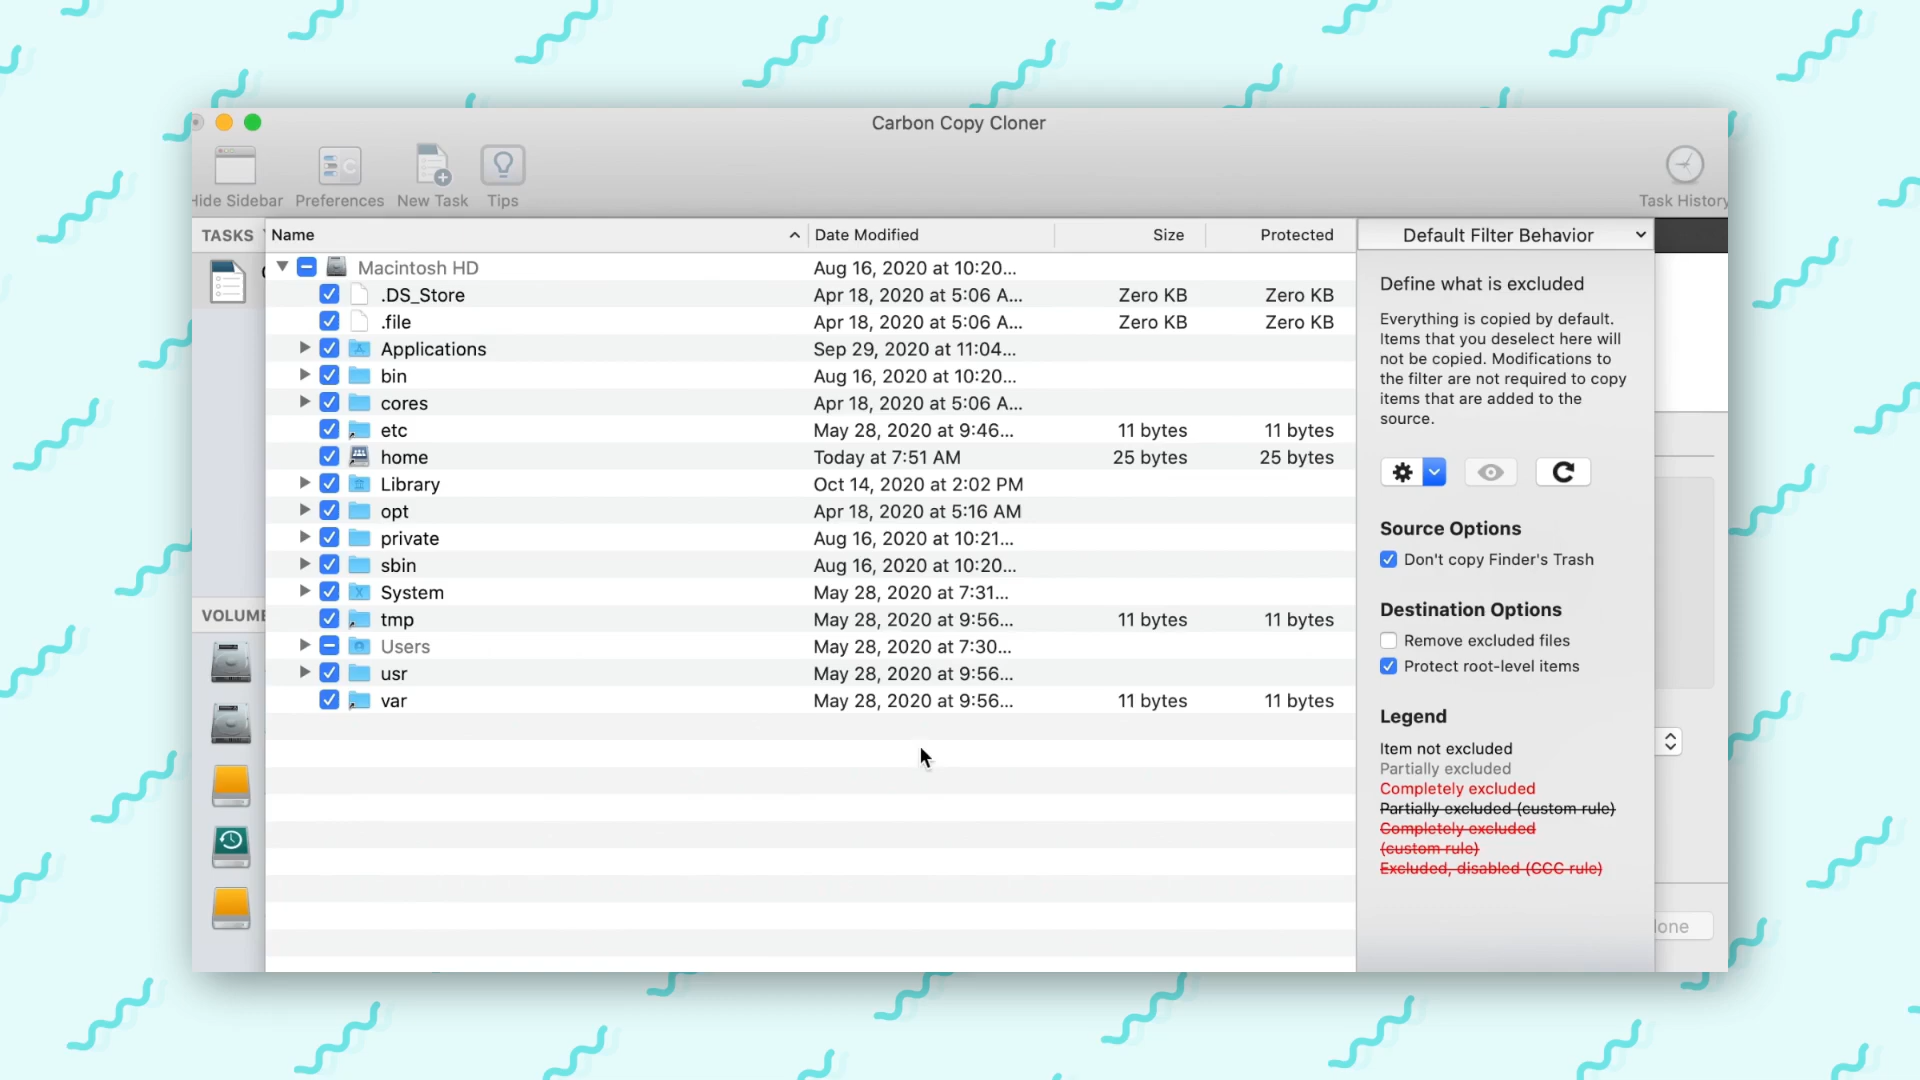 Carbon Copy Cloner
Hide Sidebar
Preferences
New Task
Tips
Task History
TASKS
Name
Date Modified
Size
Protected
Default Filter Behavior
Macintosh HD Aug 16, 2020 at 10:20...
.DS_Store Apr 18, 2020 at 5:06 A... Zero KB Zero KB
.file Apr 18, 2020 at 5:06 A... Zero KB Zero KB
Applications Sep 29, 2020 at 11:04...
bin Aug 16, 2020 at 10:20...
cores Apr 18, 2020 at 5:06 A...
etc May 28, 2020 at 9:46... 11 bytes 11 bytes
home Today at 7:51 AM 25 bytes 25 bytes
Library Oct 14, 2020 at 2:02 PM
opt Apr 18, 2020 at 5:16 AM
private Aug 16, 2020 at 10:21...
sbin Aug 16, 2020 at 10:20...
System May 28, 2020 at 7:31...
tmp May 28, 2020 at 9:56... 11 bytes 11 bytes
Users May 28, 2020 at 7:30...
usr May 28, 2020 at 9:56...
var May 28, 2020 at 9:56... 11 bytes 11 bytes
VOLUME
Define what is excluded
Everything is copied by default.
Items that you deselect here will
not be copied. Modifications to
the filter are not required to copy
items that are added to the
source.
Source Options
Don't copy Finder's Trash
Destination Options
Remove excluded files
Protect root-level items
Legend
Item not excluded
Partially excluded
Completely excluded
Partially excluded (custom rule)
Completely excluded
(custom rule)
Excluded, disabled (CCC rule)
lone